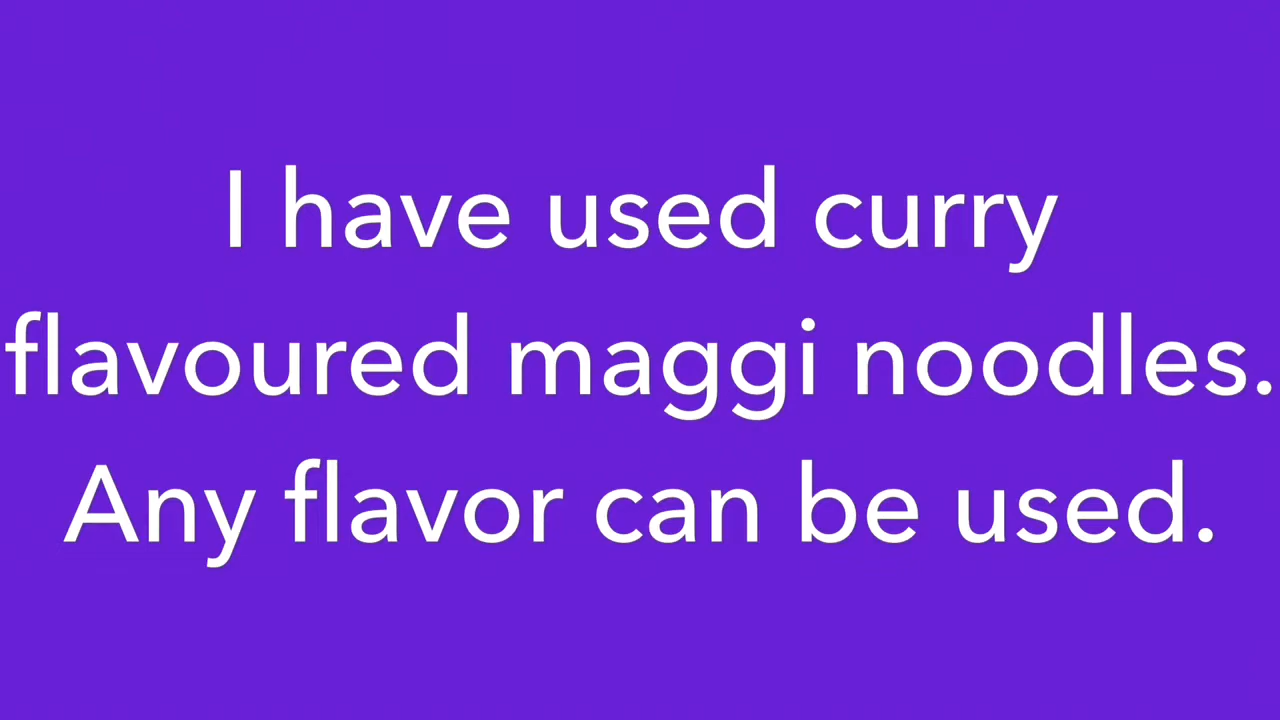 I have used curry
flavoured maggi noodles.
Any flavor can be used.